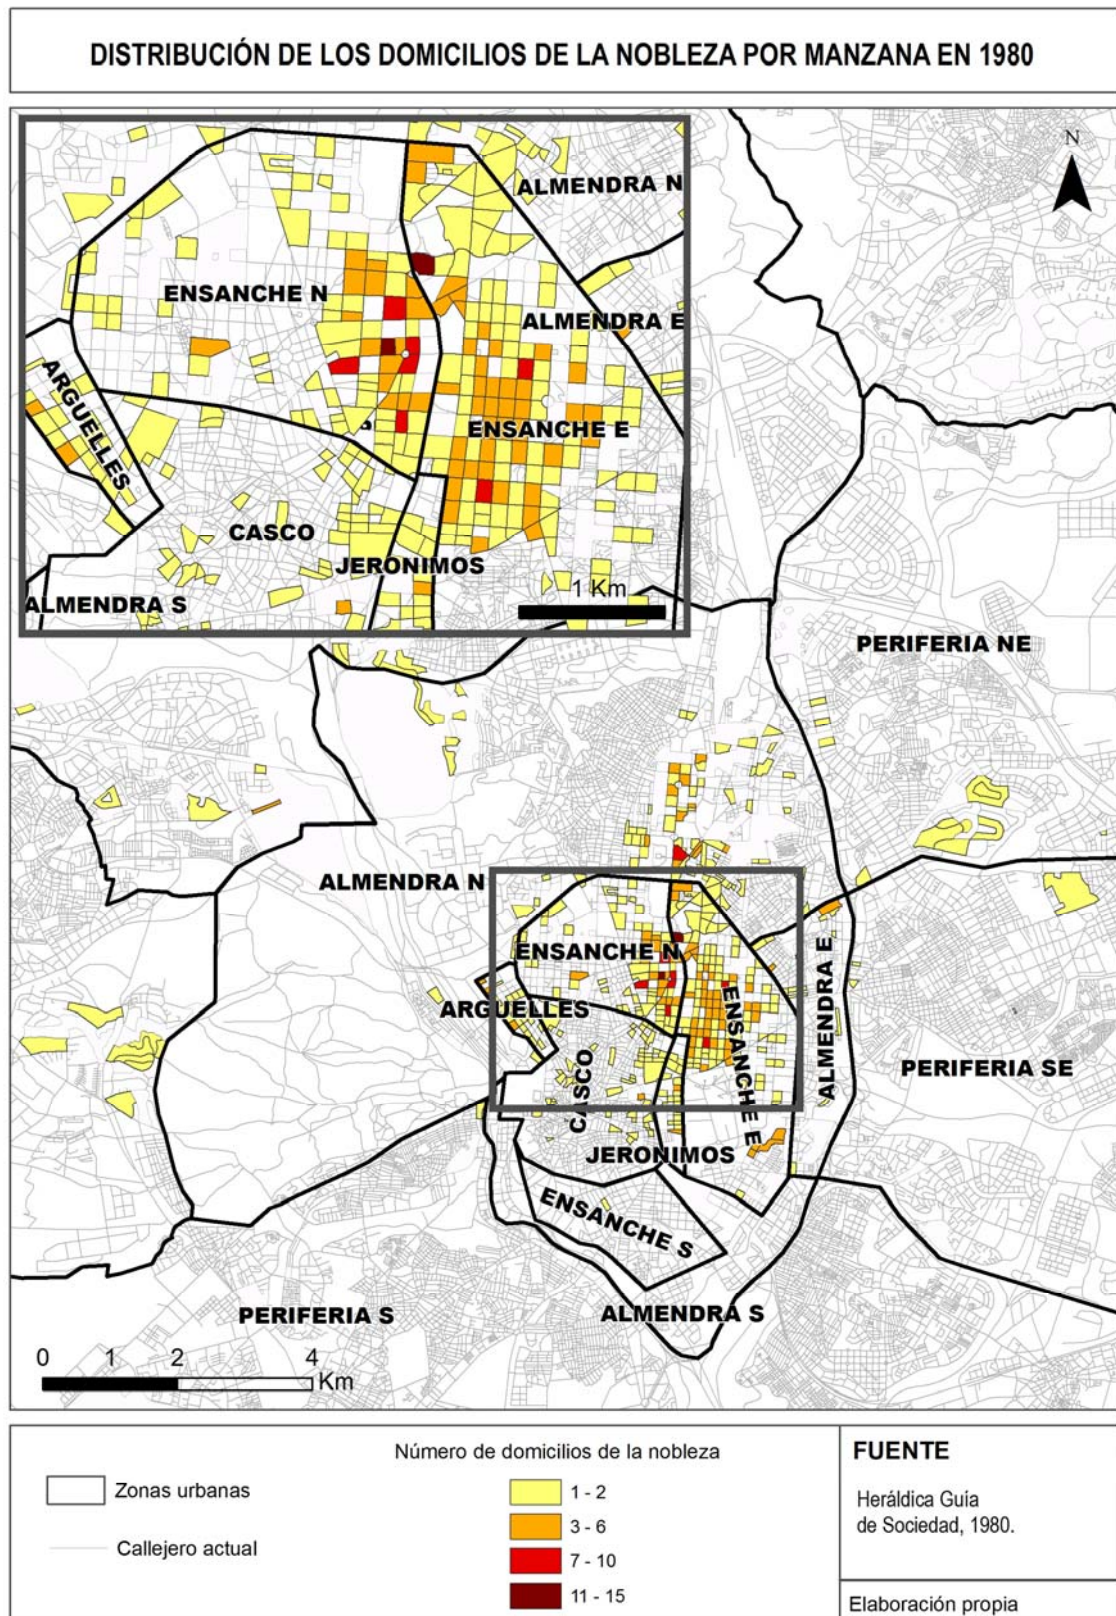 DISTRIBUCIÓN DE LOS DOMICILIOS DE LA NOBLEZA POR MANZANA EN 1980
N
ALMENDRA N
ENSANCHE N
ALMENDRA E
ARGUELLES
ENSANCHE E
CASCO
JERONIMOS
1 Km
ALMENDRA S
PERIFERIA NE
ALMENDRA N
ENSANCHE N
ARGUELLES
ENSANCHE E
ALMENDRA E
CASCO
PERIFERIA SE
JERONIMOS
ENSANCHE S
PERIFERIA S
ALMENDRA S
0 1 2 4
Km
Zonas urbanas
Callejero actual
Número de domicilios de la nobleza
1 - 2
3 - 6
7 - 10
11 - 15
FUENTE
Heráldica Guía
de Sociedad, 1980.
Elaboración propia